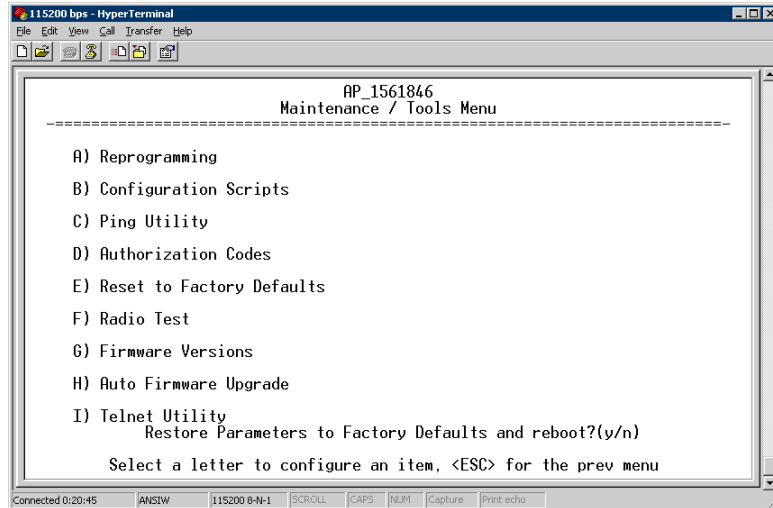 115200 bps - HyperTerminal
File Edit View Call Transfer Help
AP_1561846
Maintenance / Tools Menu
-==========================================================================-
A) Reprogramming
B) Configuration Scripts
C) Ping Utility
D) Authorization Codes
E) Reset to Factory Defaults
F) Radio Test
G) Firmware Versions
H) Auto Firmware Upgrade
I) Telnet Utility
Restore Parameters to Factory Defaults and reboot?(y/n)
Select a letter to configure an item, <ESC> for the prev menu
Connected 0:20:45 ANSIW 115200 8-N-1 SCROLL CAPS NUM Capture Print echo